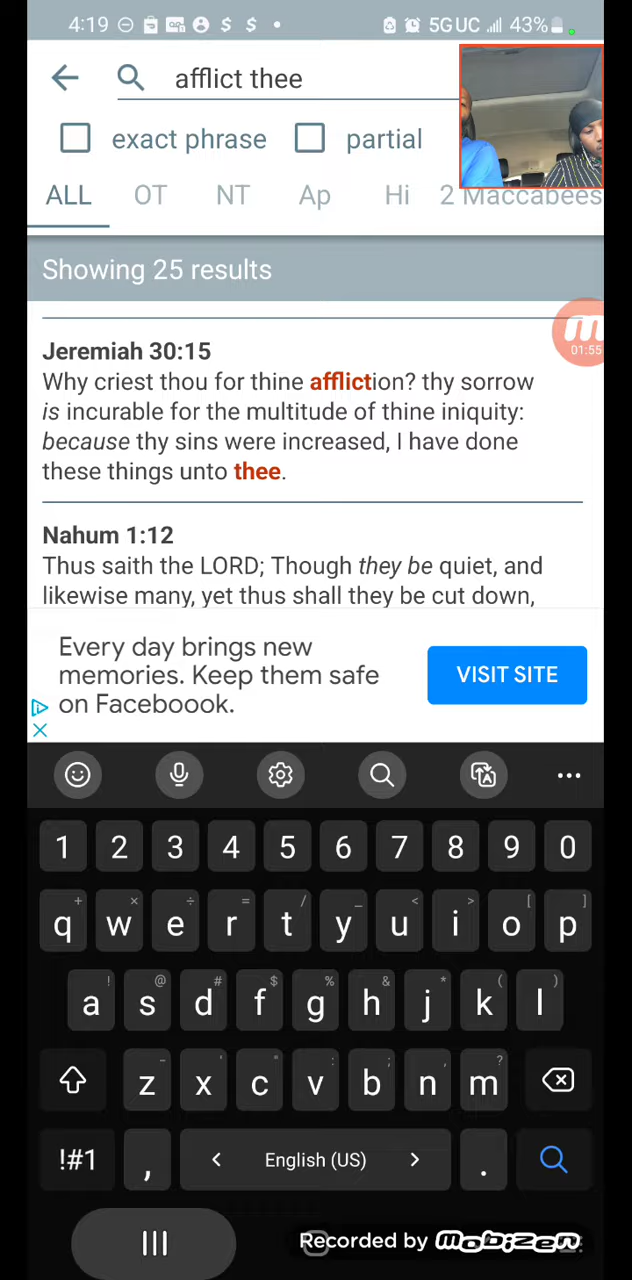 4:19 $ $ • 5G UC 43%
afflict thee
exact phrase partial
ALL OT NT Ap Hi 2 Maccabees
Showing 25 results
01:55
Jeremiah 30:15
Why criest thou for thine affliction? thy sorrow
is incurable for the multitude of thine iniquity:
because thy sins were increased, I have done
these things unto thee.
Nahum 1:12
Thus saith the LORD; Though they be quiet, and
likewise many, yet thus shall they be cut down,
Every day brings new
memories. Keep them safe
on Faceboook.
VISIT SITE
1 2 3 4 5 6 7 8 9 0
+ × ÷ = / _ < > [ ]
q w e r t y u i o p
! @ # $ % & * ( )
a s d f g h j k l
- ' " : ; , ?
z x c v b n m
!#1 , < English (US) > .
Recorded by mobizen